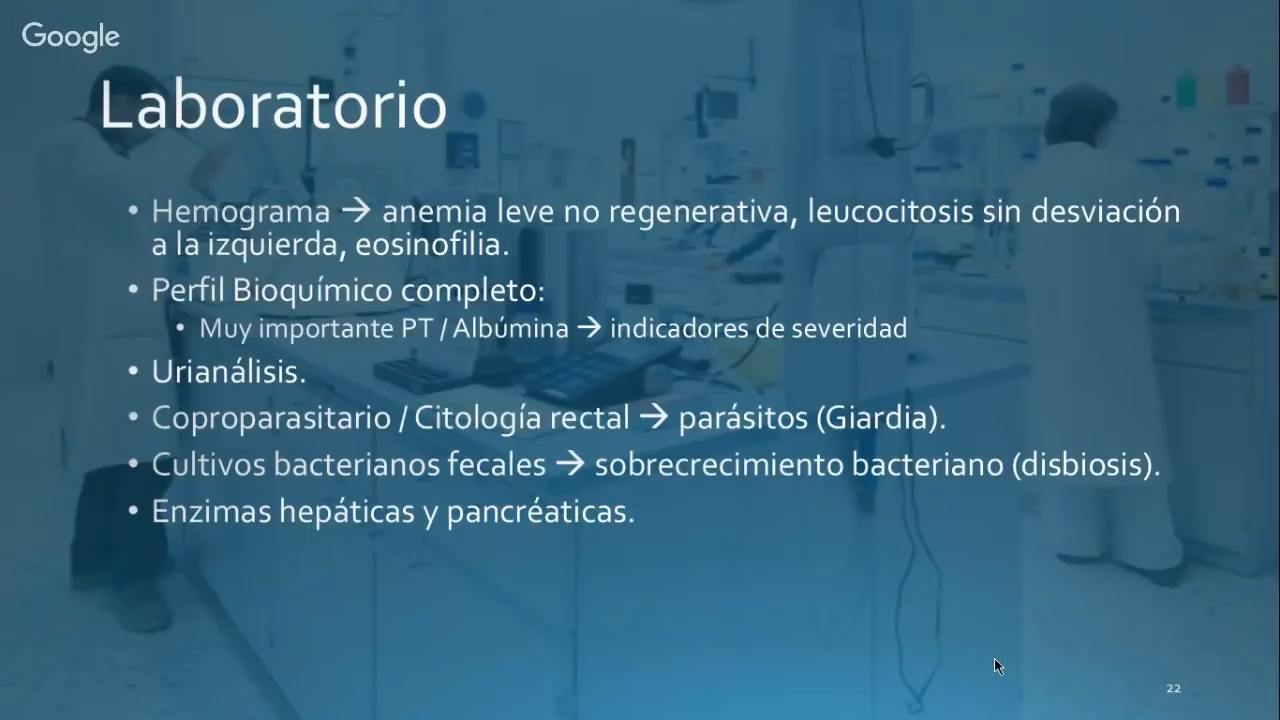 Google
Laboratorio
• Hemograma → anemia leve no regenerativa, leucocitosis sin desviación
a la izquierda, eosinofilia.
• Perfil Bioquímico completo:
• Muy importante PT / Albúmina → indicadores de severidad
• Urianálisis.
• Coproparasitario / Citología rectal → parásitos (Giardia).
• Cultivos bacterianos fecales → sobrecrecimiento bacteriano (disbiosis).
• Enzimas hepáticas y pancréaticas.
22